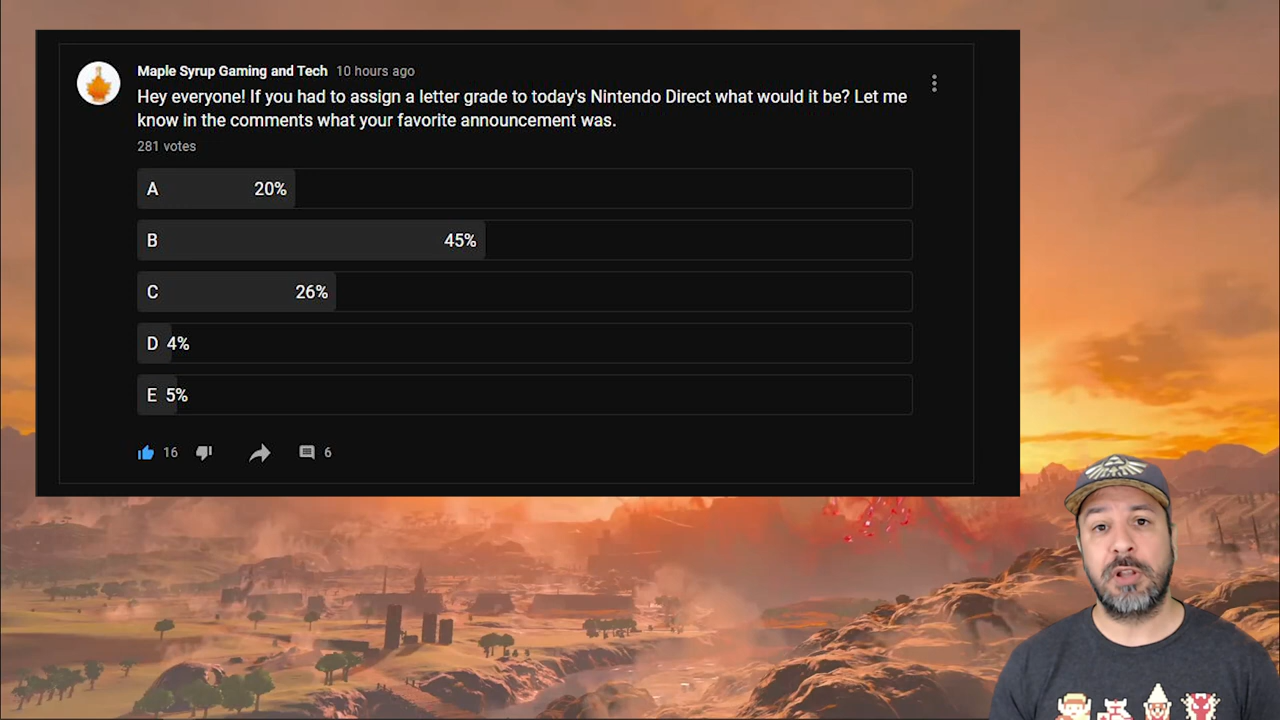 Maple Syrup Gaming and Tech 10 hours ago
Hey everyone! If you had to assign a letter grade to today's Nintendo Direct what would it be? Let me
know in the comments what your favorite announcement was.
281 votes
A 20%
B 45%
C 26%
D 4%
E 5%
16 6